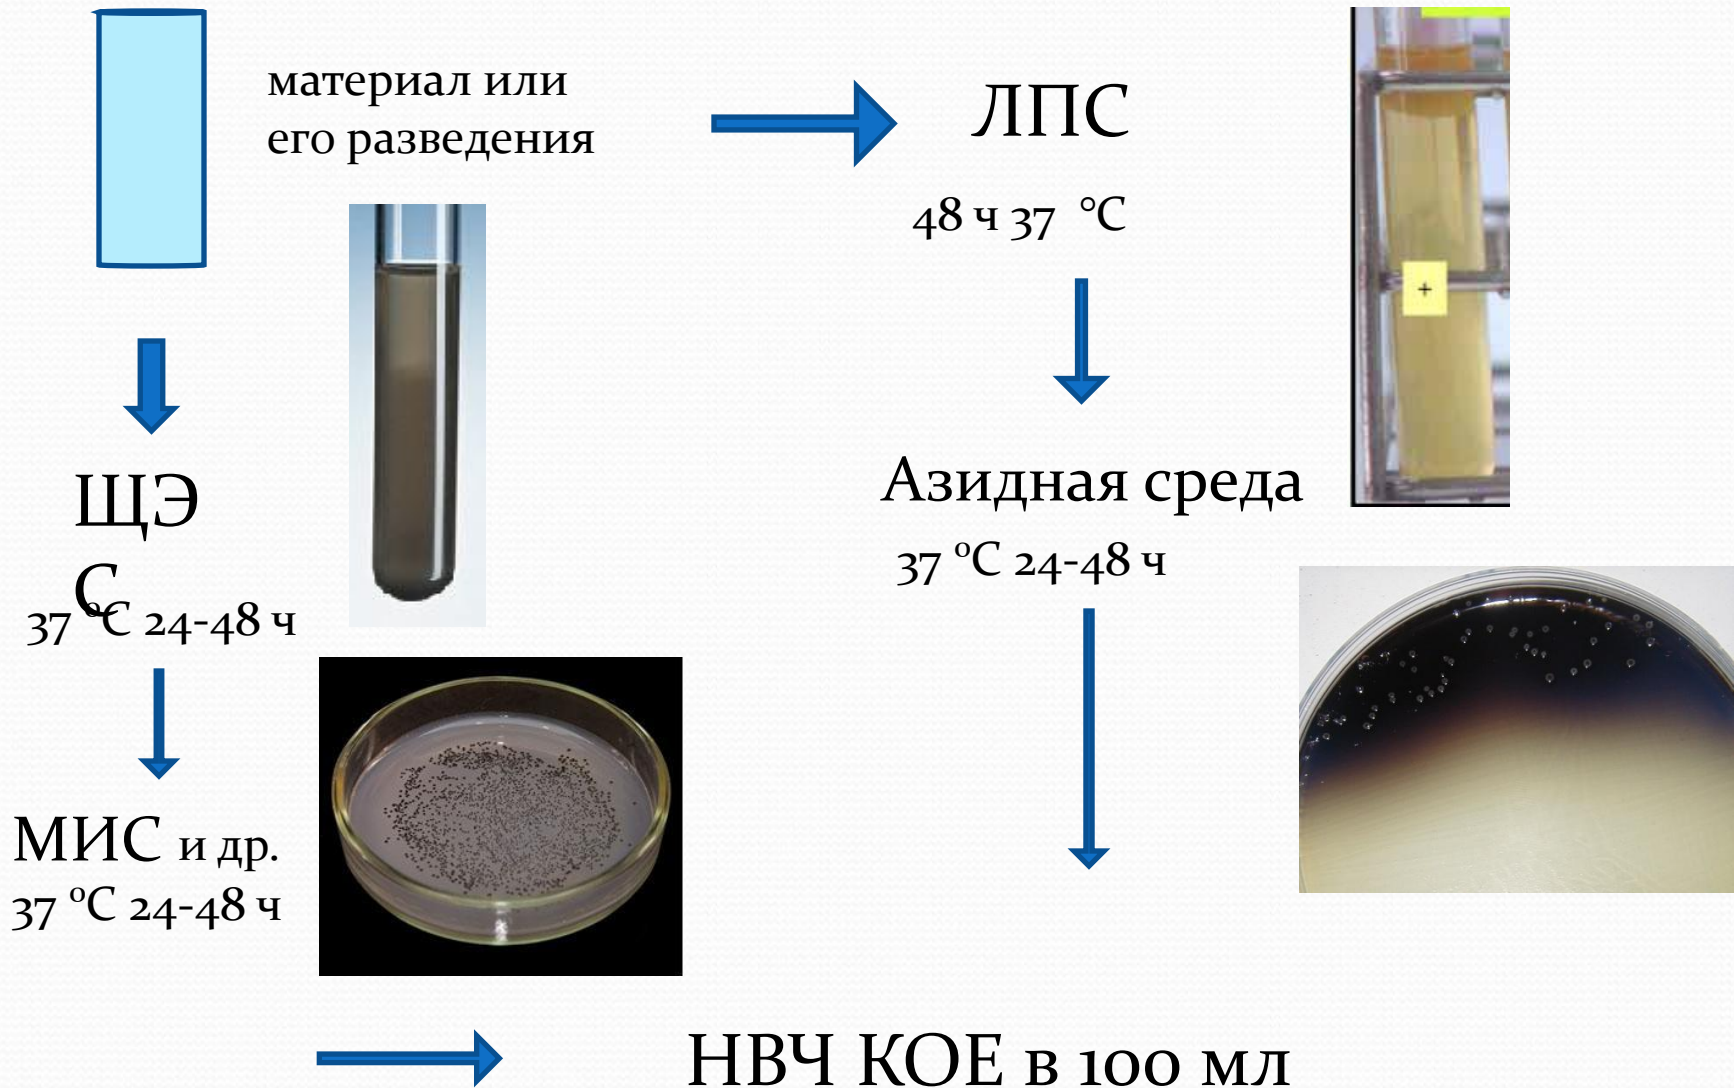 материал или
его разведения
ЛПС
48 ч 37 °С
+
ЩЭ
С
37 °С 24-48 ч
Азидная среда
37 °С 24-48 ч
МИС и др.
37 °С 24-48 ч
НВЧ КОЕ в 100 мл